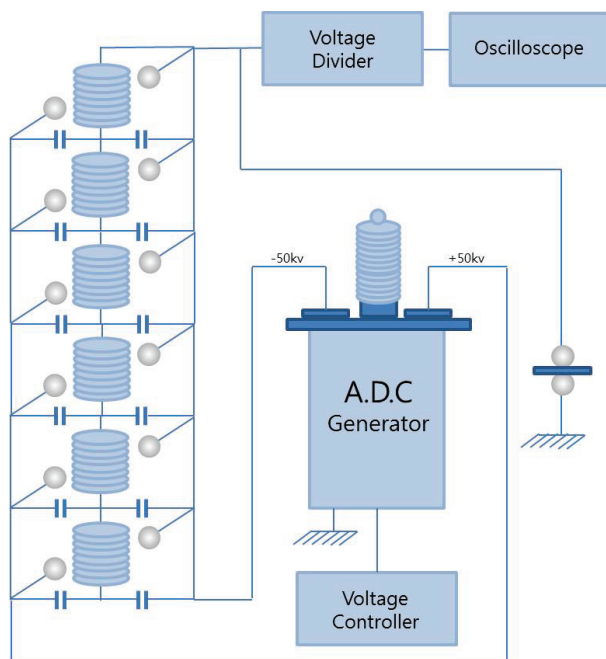 Voltage
Divider
Oscilloscope
-50kv
+50kv
A.D.C
Generator
Voltage
Controller